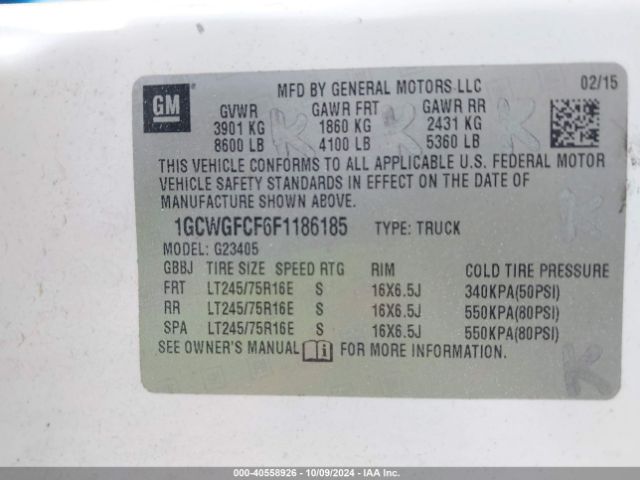 GM
MFD BY GENERAL MOTORS LLC 02/15
GVWR GAWR FRT GAWR RR
3901 KG 1860 KG 2431 KG
8600 LB 4100 LB 5360 LB
THIS VEHICLE CONFORMS TO ALL APPLICABLE U.S. FEDERAL MOTOR
VEHICLE SAFETY STANDARDS IN EFFECT ON THE DATE OF
MANUFACTURE SHOWN ABOVE.
1GCWGFCF6F1186185 TYPE: TRUCK
MODEL: G23405
GBBJ TIRE SIZE SPEED RTG RIM COLD TIRE PRESSURE
FRT LT245/75R16E S 16X6.5J 340KPA(50PSI)
RR LT245/75R16E S 16X6.5J 550KPA(80PSI)
SPA LT245/75R16E S 16X6.5J 550KPA(80PSI)
SEE OWNER'S MANUAL i FOR MORE INFORMATION.
000-40558926 - 10/09/2024 - IAA Inc.